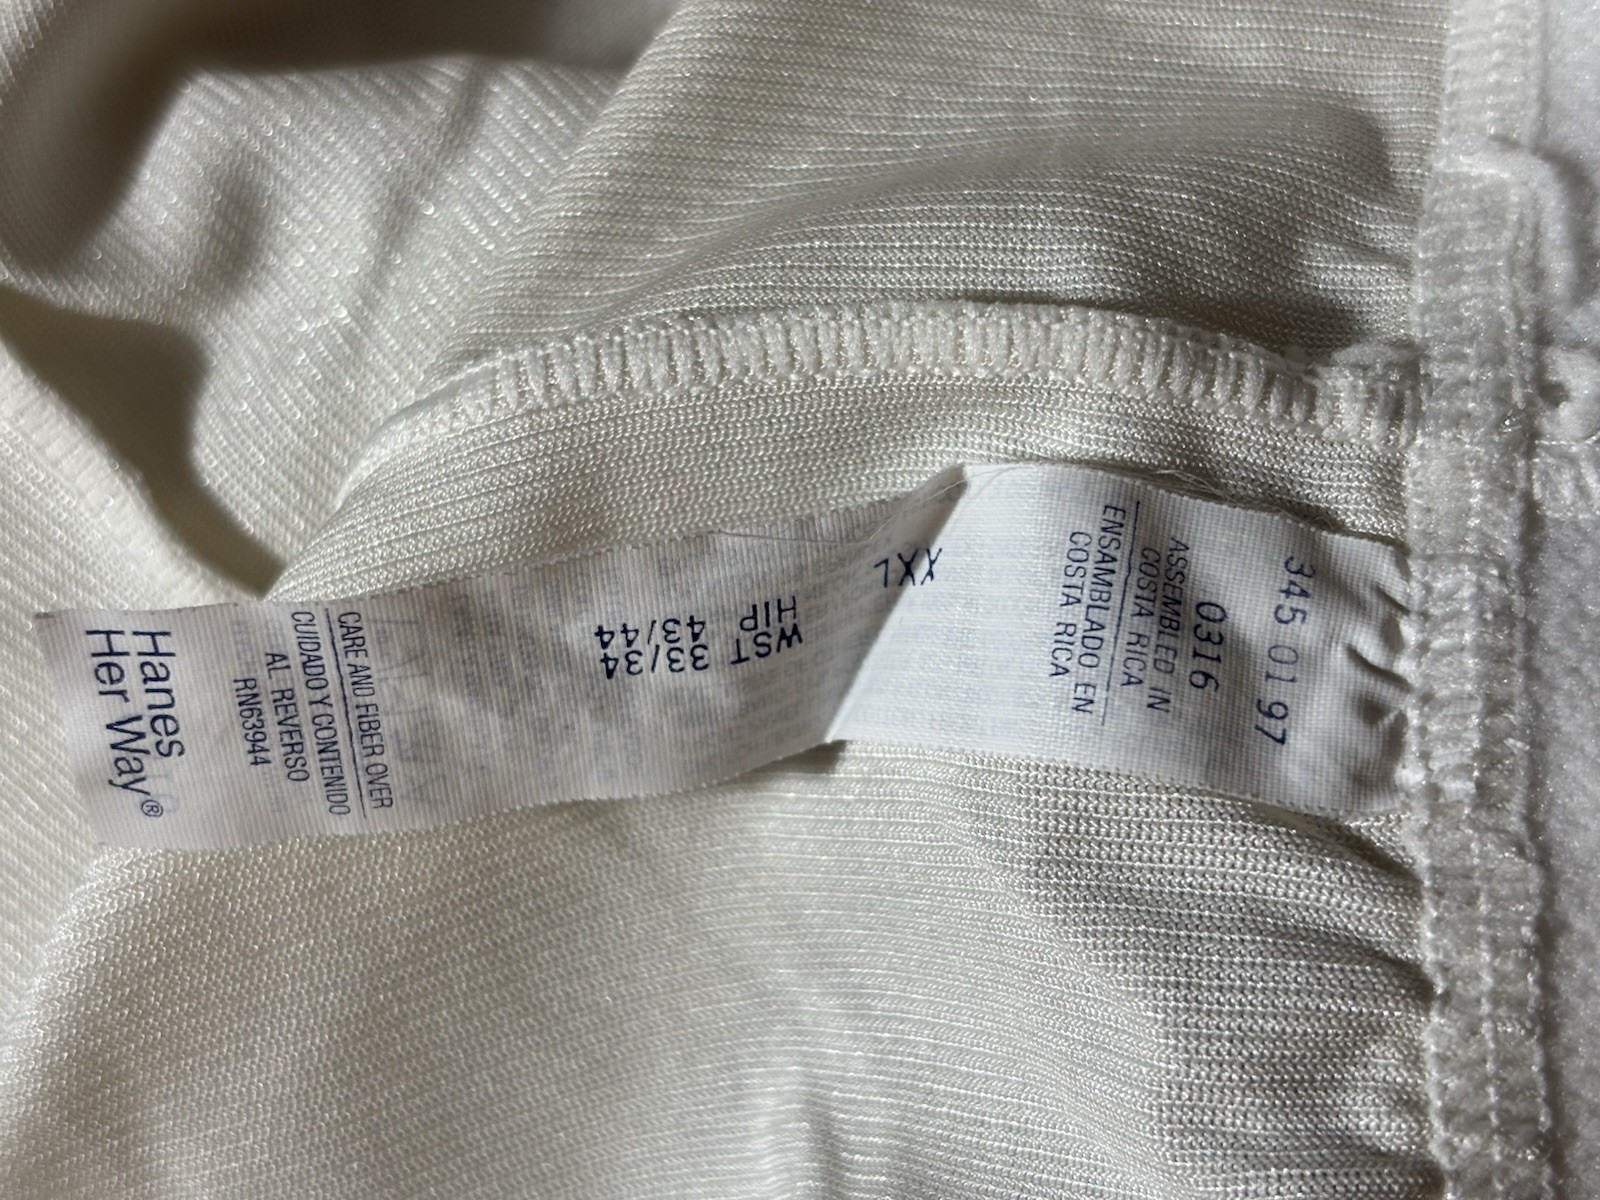 Hanes
Her Way®
CARE AND FIBER OVER
CUIDADO Y CONTENIDO
AL REVERSO
RN63944
WST 33/34
HIP 43/44
XXL
345 01 97
0316
ASSEMBLED IN
COSTA RICA
ENSAMBLADO EN
COSTA RICA